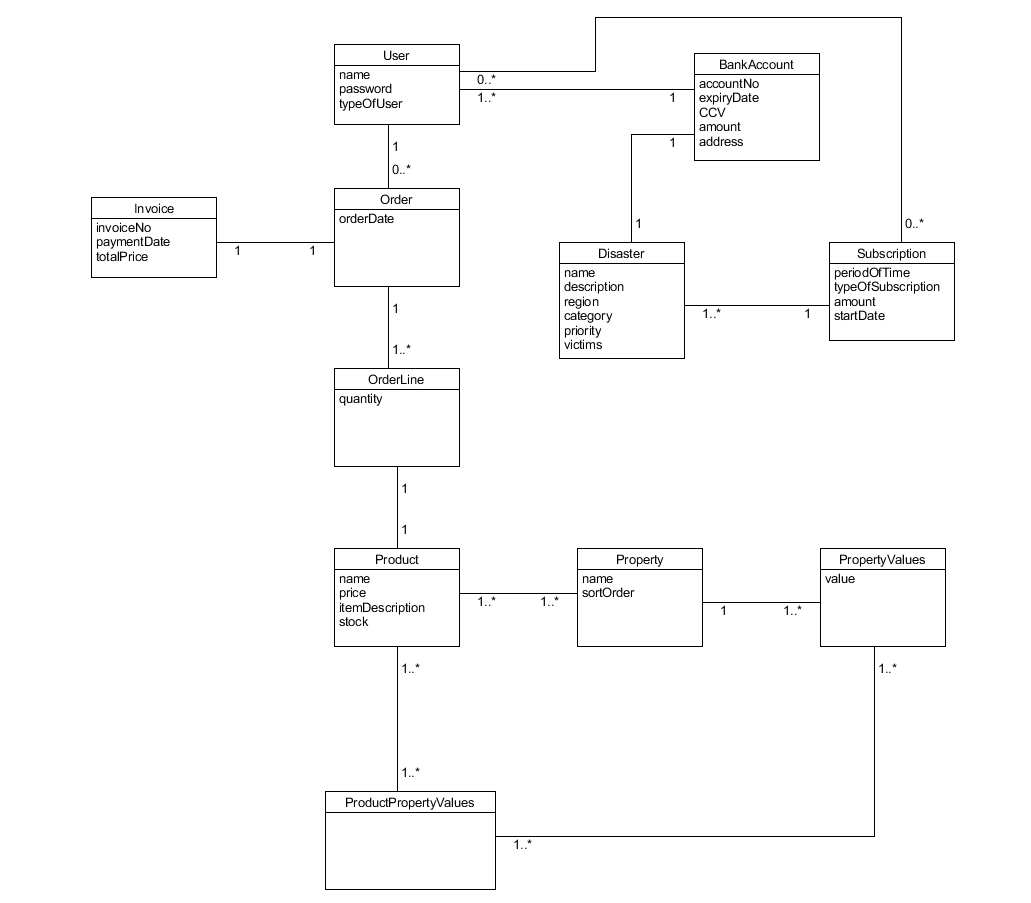 User
name
password
typeOfUser
0..*
1..*
1
BankAccount
accountNo
expiryDate
CCV
amount
address
1
1
0..*
1
0..*
Invoice
invoiceNo
paymentDate
totalPrice
1
1
Order
orderDate
Disaster
name
description
region
category
priority
victims
1..*
1
Subscription
periodOfTime
typeOfSubscription
amount
startDate
1
1..*
OrderLine
quantity
1
1
Product
name
price
itemDescription
stock
1..*
1..*
Property
name
sortOrder
1
1..*
PropertyValues
value
1..*
1..*
1..*
ProductPropertyValues
1..*